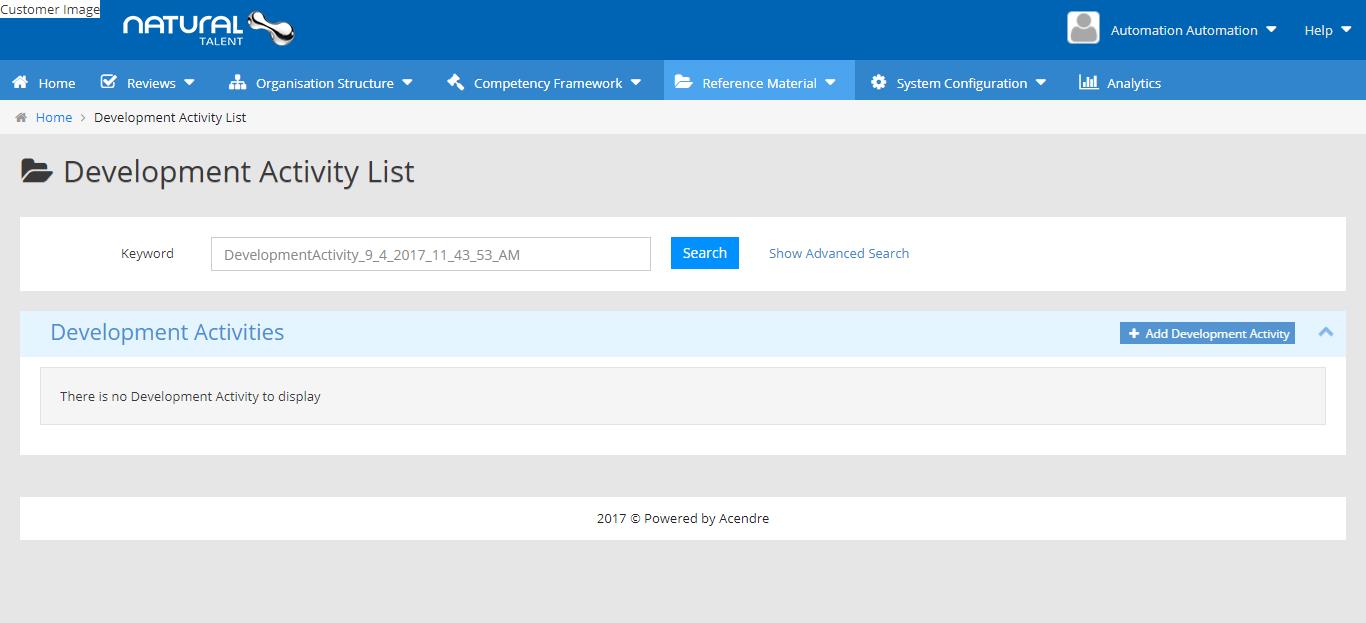 Customer Image
NATURAL
TALENT
Automation Automation
Help
Home
Reviews
Organisation Structure
Competency Framework
Reference Material
System Configuration
Analytics
Home > Development Activity List
Development Activity List
Keyword
DevelopmentActivity_9_4_2017_11_43_53_AM
Search
Show Advanced Search
Development Activities
+ Add Development Activity
There is no Development Activity to display
2017 © Powered by Acendre